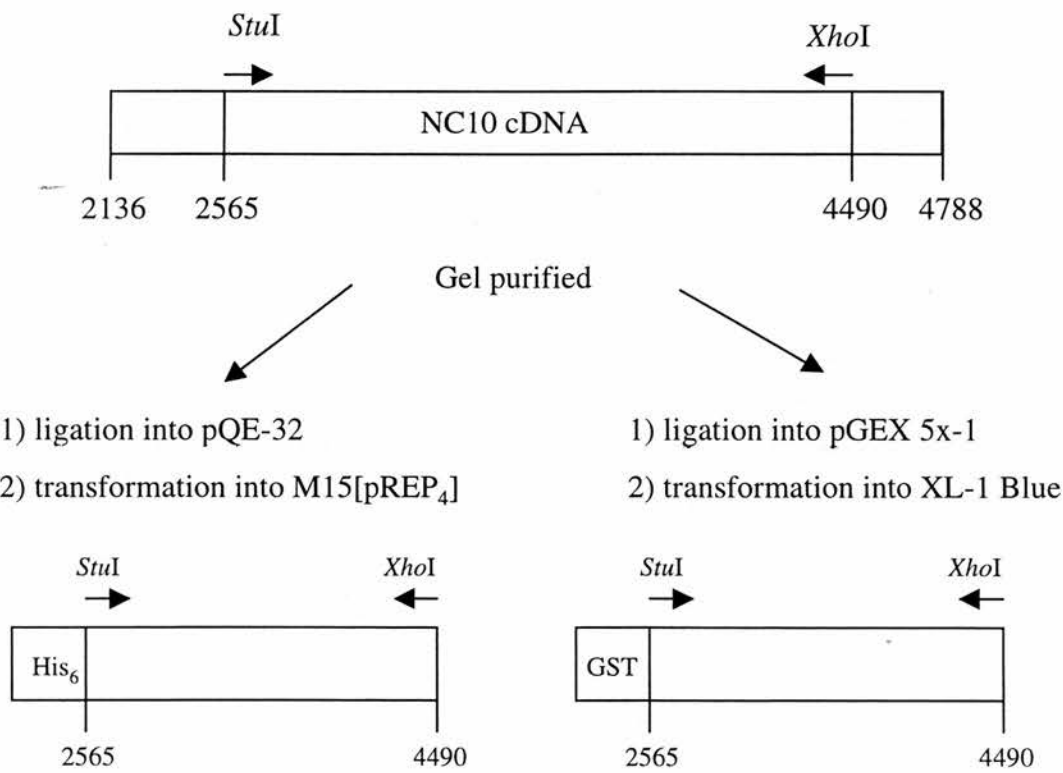 StuI XhoI
NC10 cDNA
2136 2565 4490 4788
Gel purified
1) ligation into pQE-32
2) transformation into M15[pREP₄]
1) ligation into pGEX 5x-1
2) transformation into XL-1 Blue
StuI XhoI
His₆
2565 4490
StuI XhoI
GST
2565 4490